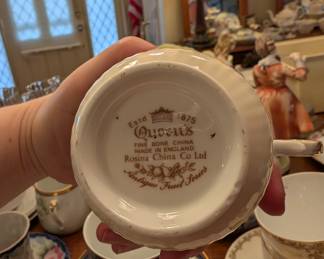 Estd 1875
Queen's
FINE BONE CHINA
MADE IN ENGLAND
Rosina China Co Ltd
Antique Fruit Series